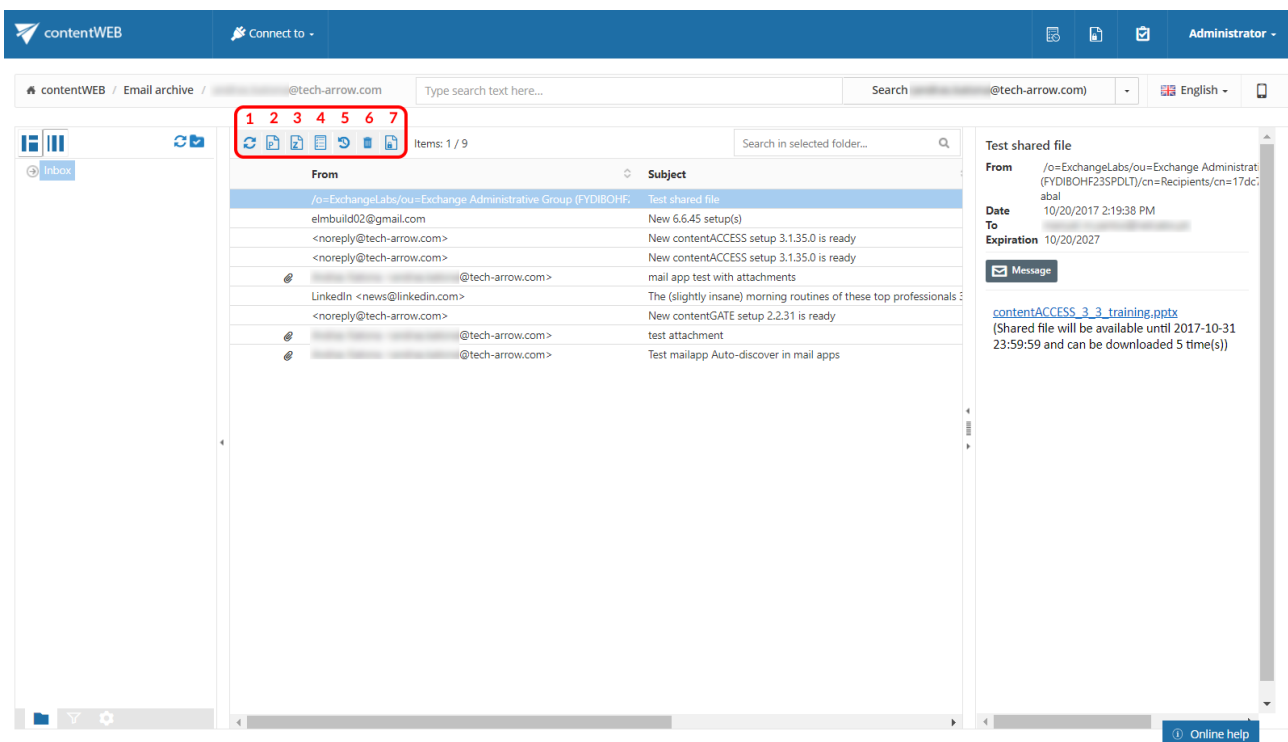 contentWEB
Connect to
Administrator
contentWEB / Email archive / @tech-arrow.com
Type search text here...
Search @tech-arrow.com)
English
1 2 3 4 5 6 7
Items: 1 / 9
Search in selected folder...
Inbox
From Subject
/o=ExchangeLabs/ou=Exchange Administrative Group (FYDIBOHF; Test shared file
elmbuild02@gmail.com New 6.6.45 setup(s)
<noreply@tech-arrow.com> New contentACCESS setup 3.1.35.0 is ready
<noreply@tech-arrow.com> New contentACCESS setup 3.1.35.0 is ready
@tech-arrow.com> mail app test with attachments
LinkedIn <news@linkedin.com> The (slightly insane) morning routines of these top professionals 3
<noreply@tech-arrow.com> New contentGATE setup 2.2.31 is ready
@tech-arrow.com> test attachment
@tech-arrow.com> Test mailapp Auto-discover in mail apps
Test shared file
From /o=ExchangeLabs/ou=Exchange Administrati
(FYDIBOHF23SPDLT)/cn=Recipients/cn=17dc7
abal
Date 10/20/2017 2:19:38 PM
To
Expiration 10/20/2027
Message
contentACCESS_3_3_training.pptx
(Shared file will be available until 2017-10-31
23:59:59 and can be downloaded 5 time(s))
Online help